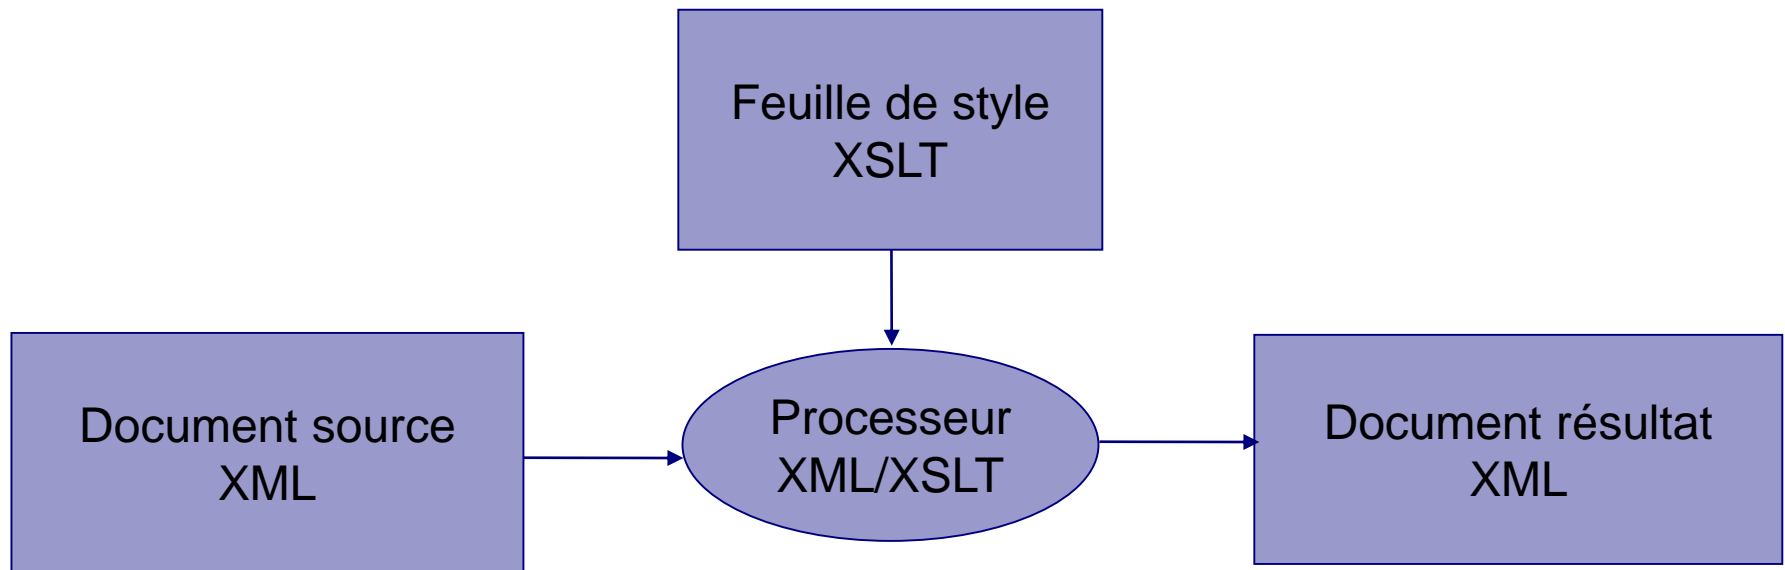 Feuille de style
XSLT
Document source
XML
Processeur
XML/XSLT
Document résultat
XML